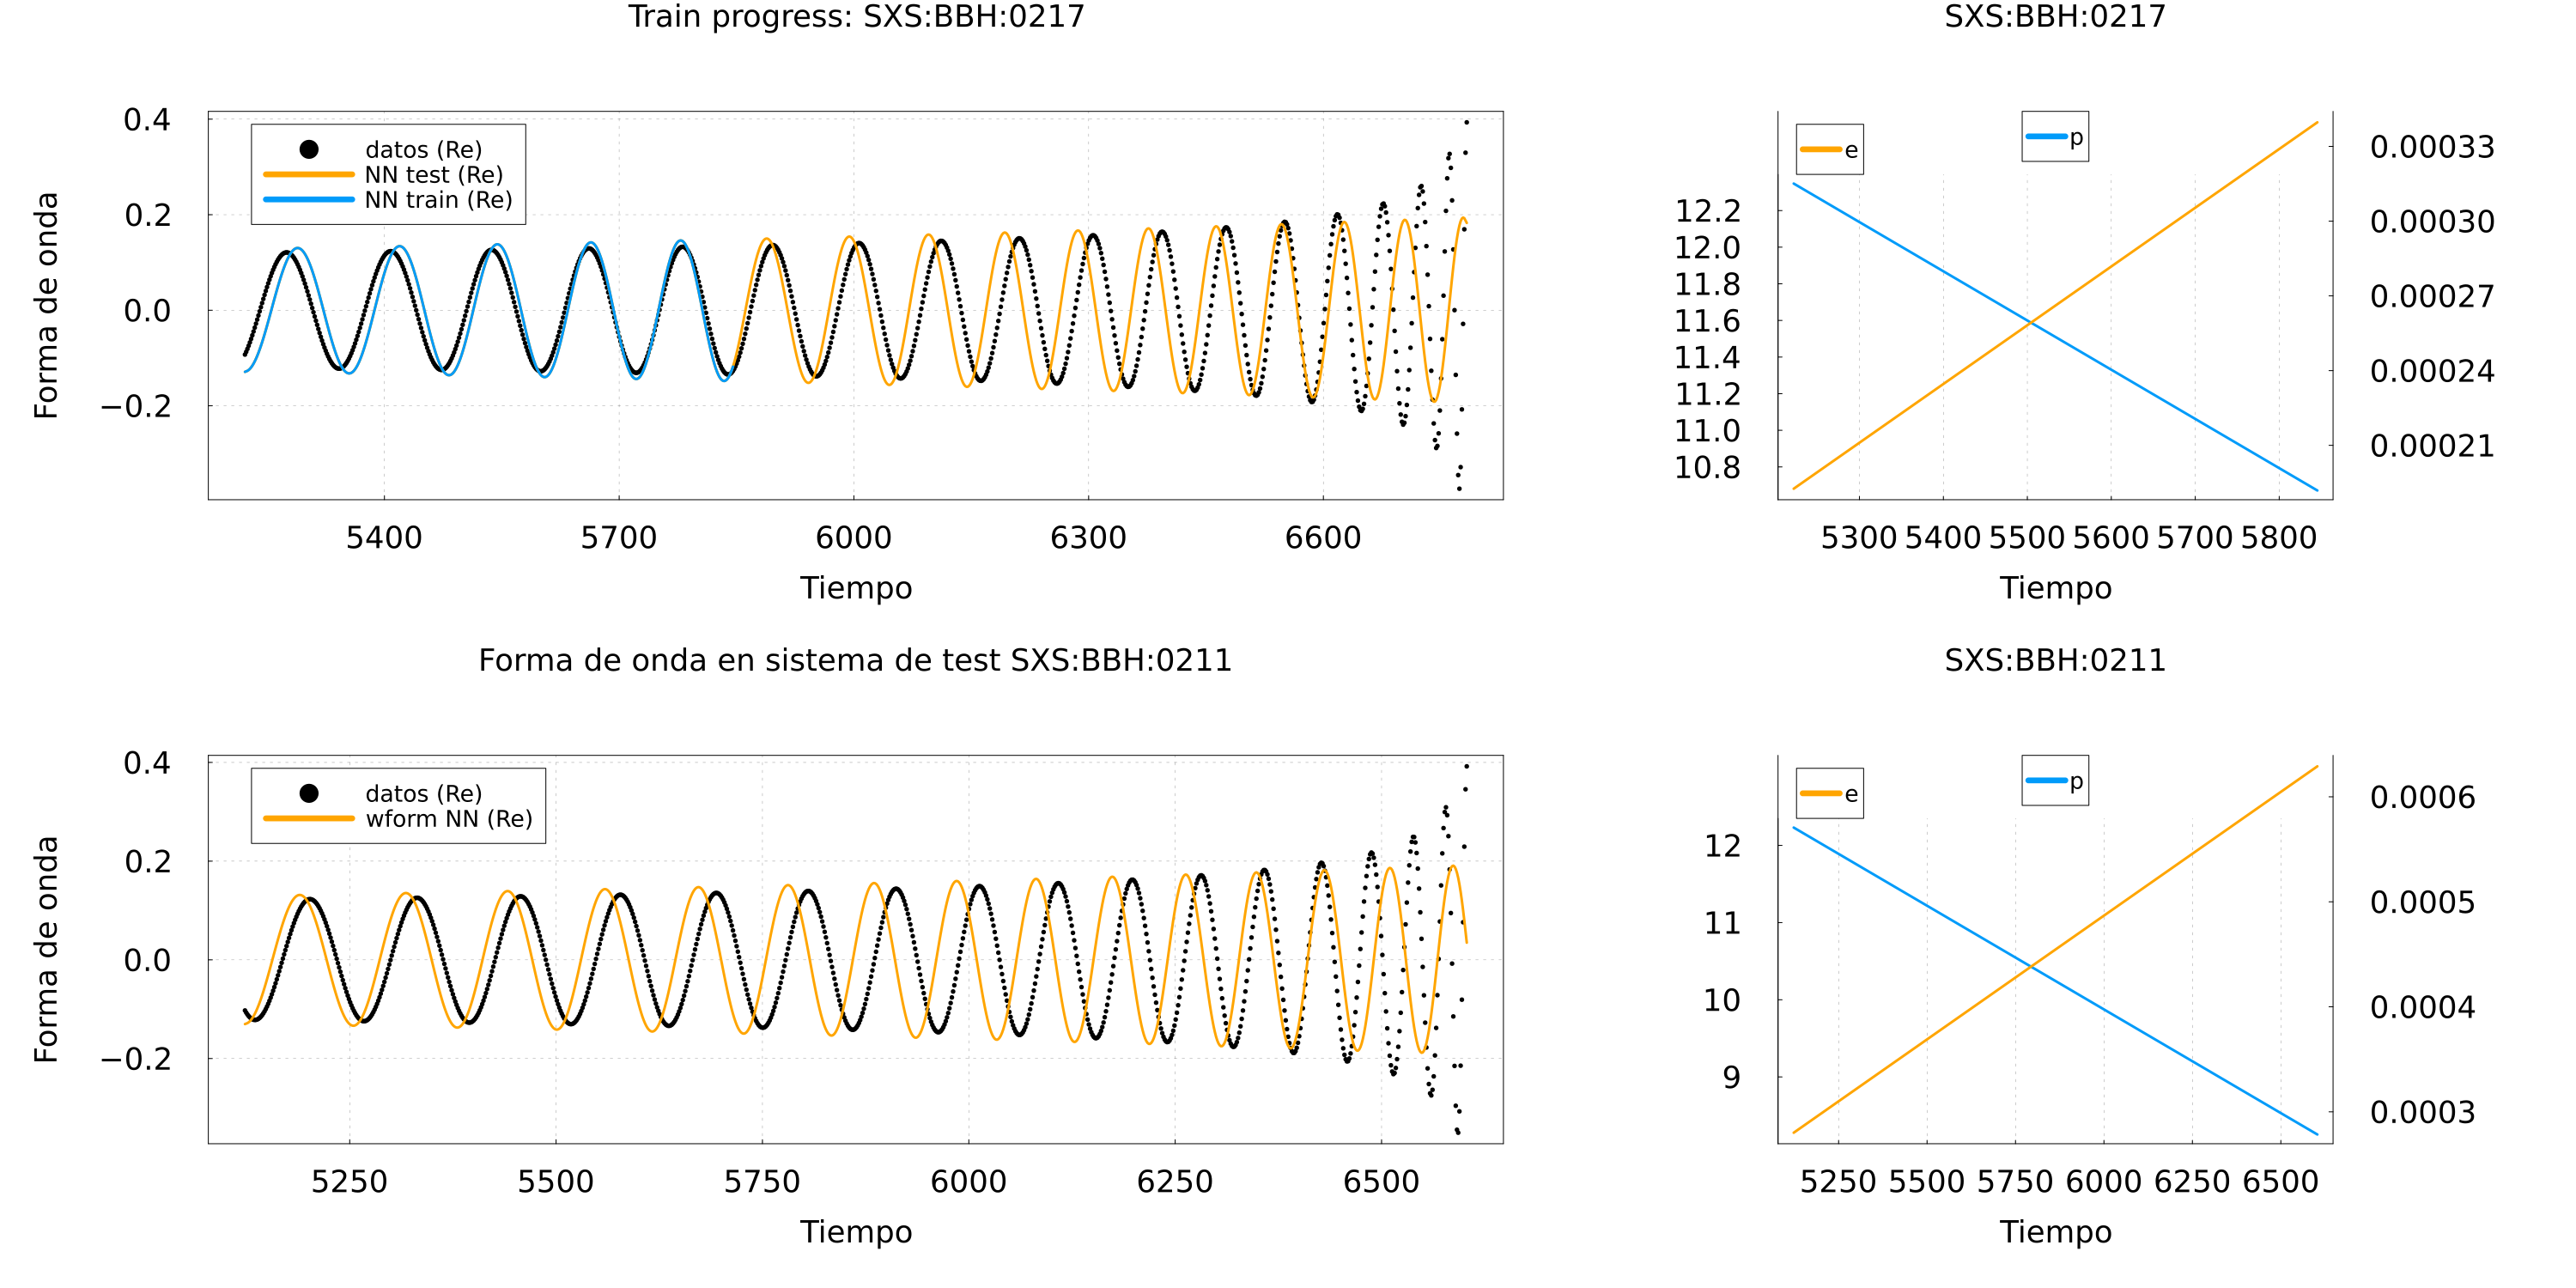 Train progress: SXS:BBH:0217
0.4
0.2
0.0
−0.2
Forma de onda
datos (Re)
NN test (Re)
NN train (Re)
5400 5700 6000 6300 6600
Tiempo
SXS:BBH:0217
e
p
12.2
12.0
11.8
11.6
11.4
11.2
11.0
10.8
0.00033
0.00030
0.00027
0.00024
0.00021
5300 5400 5500 5600 5700 5800
Tiempo
Forma de onda en sistema de test SXS:BBH:0211
0.4
0.2
0.0
−0.2
Forma de onda
datos (Re)
wform NN (Re)
5250 5500 5750 6000 6250 6500
Tiempo
SXS:BBH:0211
e
p
12
11
10
9
0.0006
0.0005
0.0004
0.0003
5250 5500 5750 6000 6250 6500
Tiempo